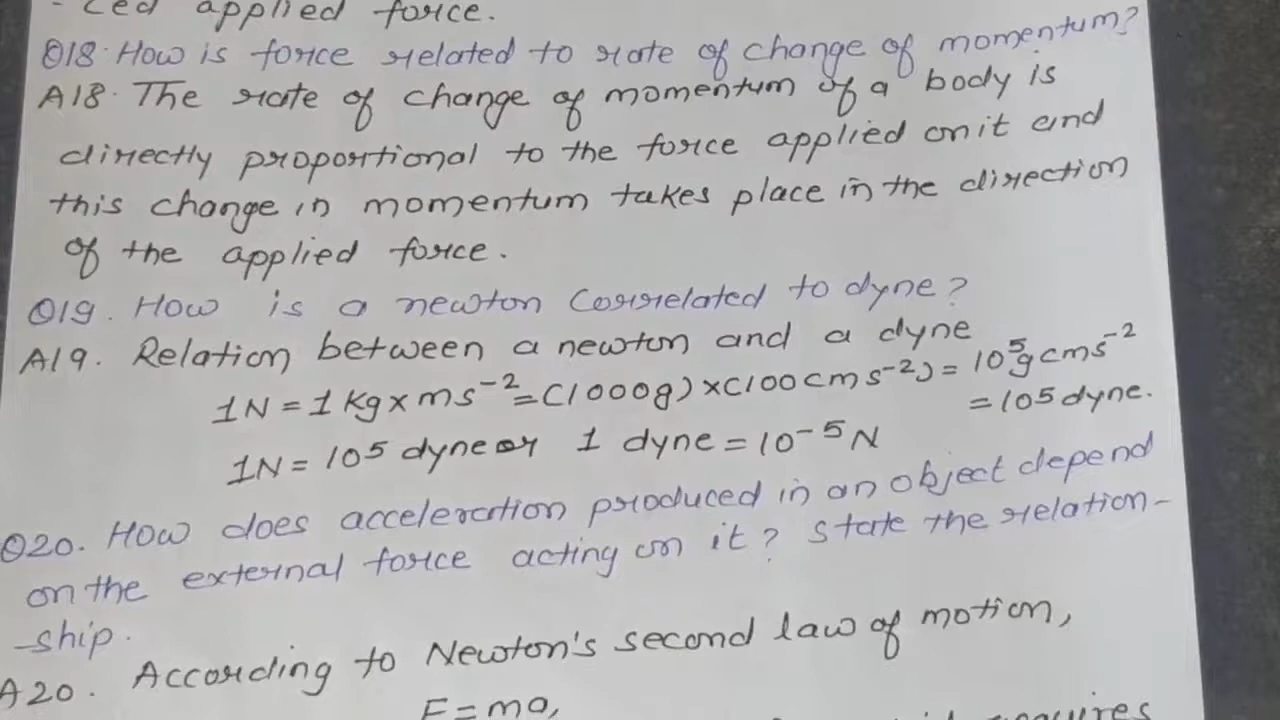 -ced applied force.
Q18. How is force related to rate of change of momentum?
A18. The rate of change of momentum of a body is
directly proportional to the force applied on it and
this change in momentum takes place in the direction
of the applied force.
Q19. How is a newton correlated to dyne?
A19. Relation between a newton and a dyne
1N = 1 kg x ms⁻² = (1000g) x (100 cm s⁻²) = 10⁵ g cms⁻²
= 10⁵ dyne.
1N = 10⁵ dyne or 1 dyne = 10⁻⁵ N
Q20. How does acceleration produced in an object depend
on the external force acting on it? State the relation-
-ship.
A20. According to Newton's second law of motion,
F = ma,